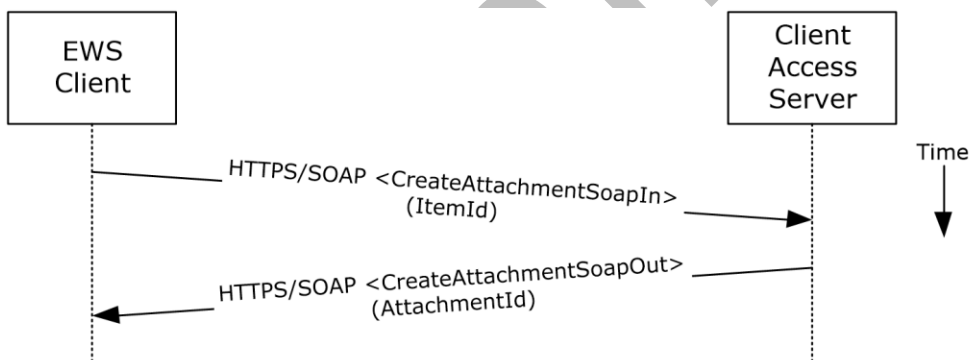 EWS
Client
Client
Access
Server
Time
HTTPS/SOAP <CreateAttachmentSoapIn>
(ItemId)
HTTPS/SOAP <CreateAttachmentSoapOut>
(AttachmentId)